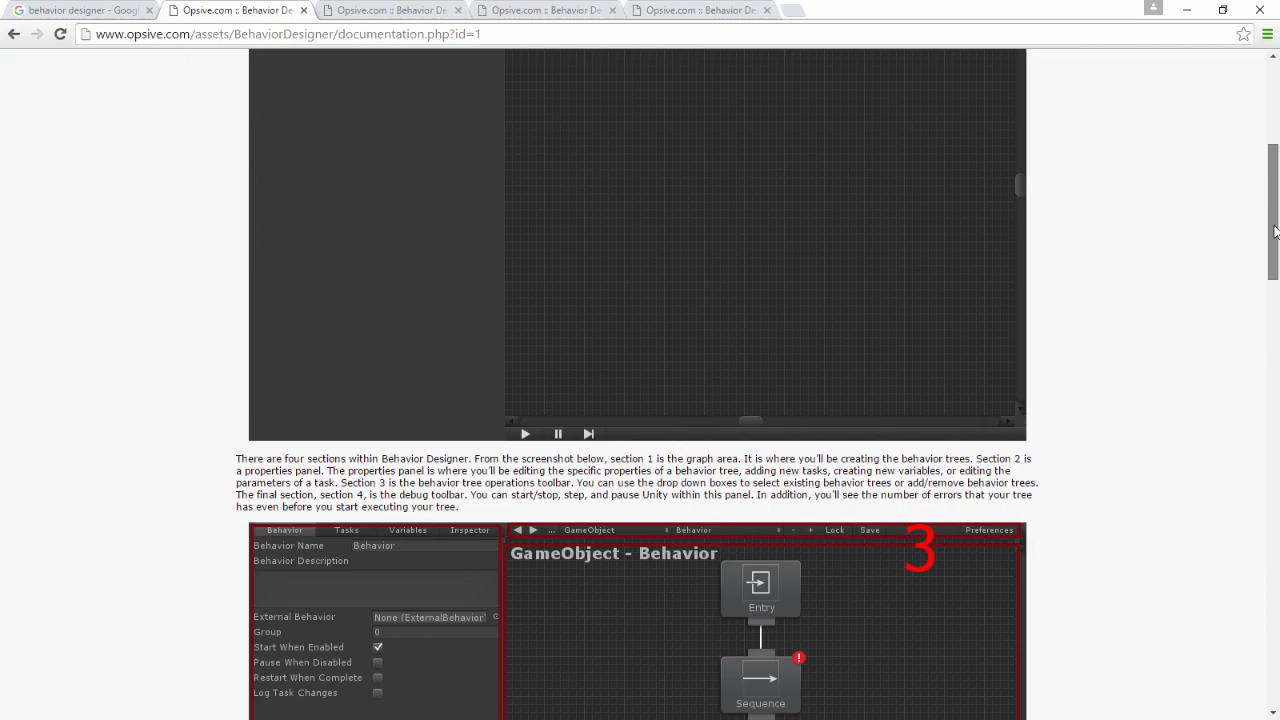 behavior designer - Goog
Opsive.com :: Behavior De
Opsive.com :: Behavior De
Opsive.com :: Behavior De
Opsive.com :: Behavior De
www.opsive.com/assets/BehaviorDesigner/documentation.php?id=1
There are four sections within Behavior Designer. From the screenshot below, section 1 is the graph area. It is where you'll be creating the behavior trees. Section 2 is
a properties panel. The properties panel is where you'll be editing the specific properties of a behavior tree, adding new tasks, creating new variables, or editing the
parameters of a task. Section 3 is the behavior tree operations toolbar. You can use the drop down boxes to select existing behavior trees or add/remove behavior trees.
The final section, section 4, is the debug toolbar. You can start/stop, step, and pause Unity within this panel. In addition, you'll see the number of errors that your tree
has even before you start executing your tree.
Behavior Tasks Variables Inspector
... GameObject Behavior - + Lock Save Preferences
3
Behavior Name Behavior
Behavior Description
External Behavior None (ExternalBehavior)
Group 0
Start When Enabled
Pause When Disabled
Restart When Complete
Log Task Changes
GameObject - Behavior
Entry
!
Sequence